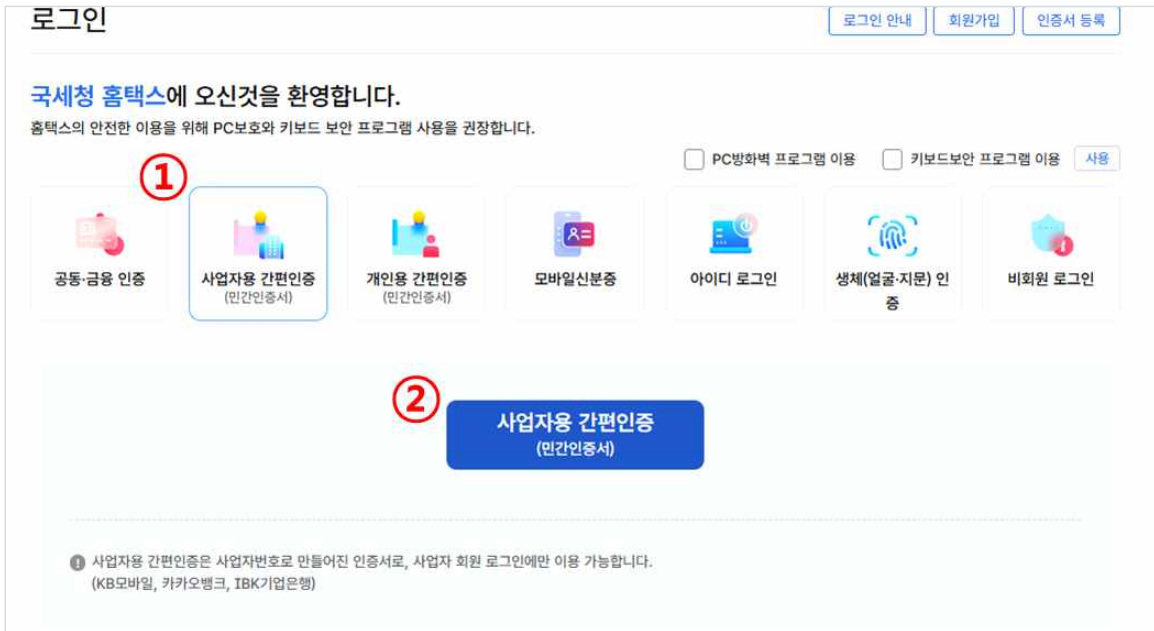 로그인
로그인 안내
회원가입
인증서 등록
국세청 홈택스에 오신것을 환영합니다.
홈택스의 안전한 이용을 위해 PC보호와 키보드 보안 프로그램 사용을 권장합니다.
PC방화벽 프로그램 이용
키보드보안 프로그램 이용
사용
①
공동·금융 인증
사업자용 간편인증
(민간인증서)
개인용 간편인증
(민간인증서)
모바일신분증
아이디 로그인
생체(얼굴·지문) 인
증
비회원 로그인
②
사업자용 간편인증
(민간인증서)
사업자용 간편인증은 사업자번호로 만들어진 인증서로, 사업자 회원 로그인에만 이용 가능합니다.
(KB모바일, 카카오뱅크, IBK기업은행)